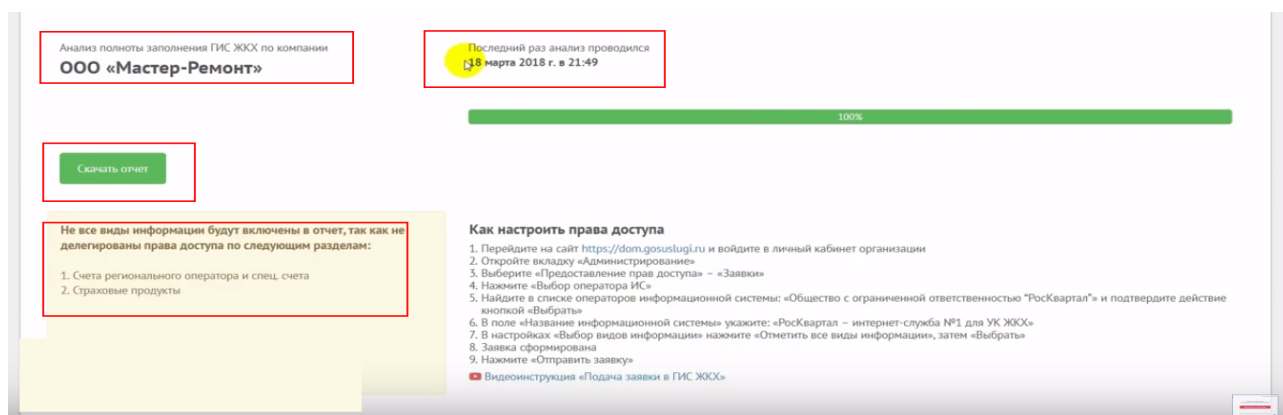 Анализ полноты заполнения ГИС ЖКХ по компании
ООО «Мастер-Ремонт»
Последний раз анализ проводился
18 марта 2018 г. в 21:49
100%
Скачать отчет
Не все виды информации будут включены в отчет, так как не
делегированы права доступа по следующим разделам:
1. Счета регионального оператора и спец. счета
2. Страховые продукты
Как настроить права доступа
1. Перейдите на сайт https://dom.gosuslugi.ru и войдите в личный кабинет организации
2. Откройте вкладку «Администрирование»
3. Выберите «Предоставление прав доступа» – «Заявки»
4. Нажмите «Выбор оператора ИС»
5. Найдите в списке операторов информационной системы: «Общество с ограниченной ответственностью "РосКвартал"» и подтвердите действие
кнопкой «Выбрать»
6. В поле «Название информационной системы» укажите: «РосКвартал – интернет-служба №1 для УК ЖКХ»
7. В настройках «Выбор видов информации» нажмите «Отметить все виды информации», затем «Выбрать»
8. Заявка сформирована
9. Нажмите «Отправить заявку»
Видеоинструкция «Подача заявки в ГИС ЖКХ»